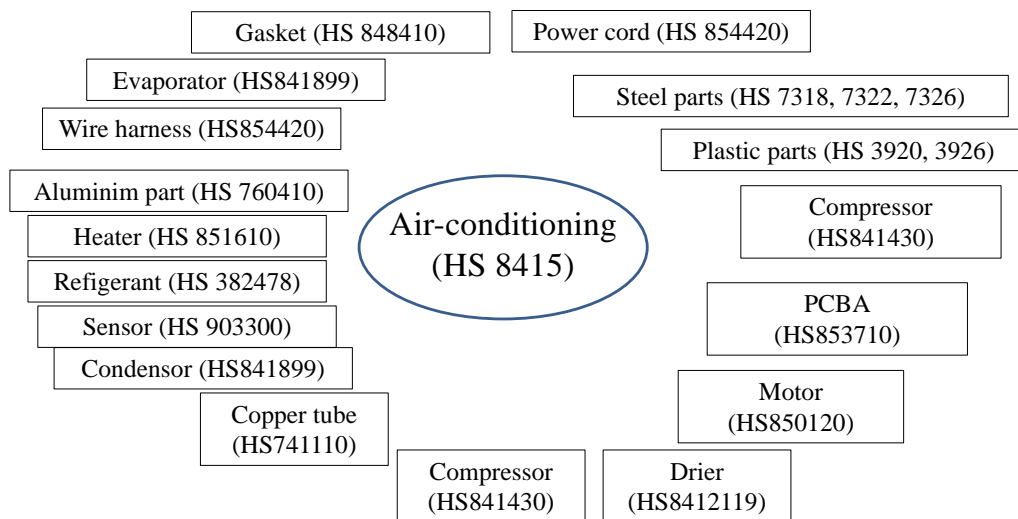 Gasket (HS 848410)
Power cord (HS 854420)
Evaporator (HS841899)
Steel parts (HS 7318, 7322, 7326)
Wire harness (HS854420)
Plastic parts (HS 3920, 3926)
Aluminim part (HS 760410)
Compressor
(HS841430)
Air-conditioning
(HS 8415)
Heater (HS 851610)
Refigerant (HS 382478)
PCBA
(HS853710)
Sensor (HS 903300)
Condensor (HS841899)
Motor
(HS850120)
Copper tube
(HS741110)
Compressor
(HS841430)
Drier
(HS8412119)